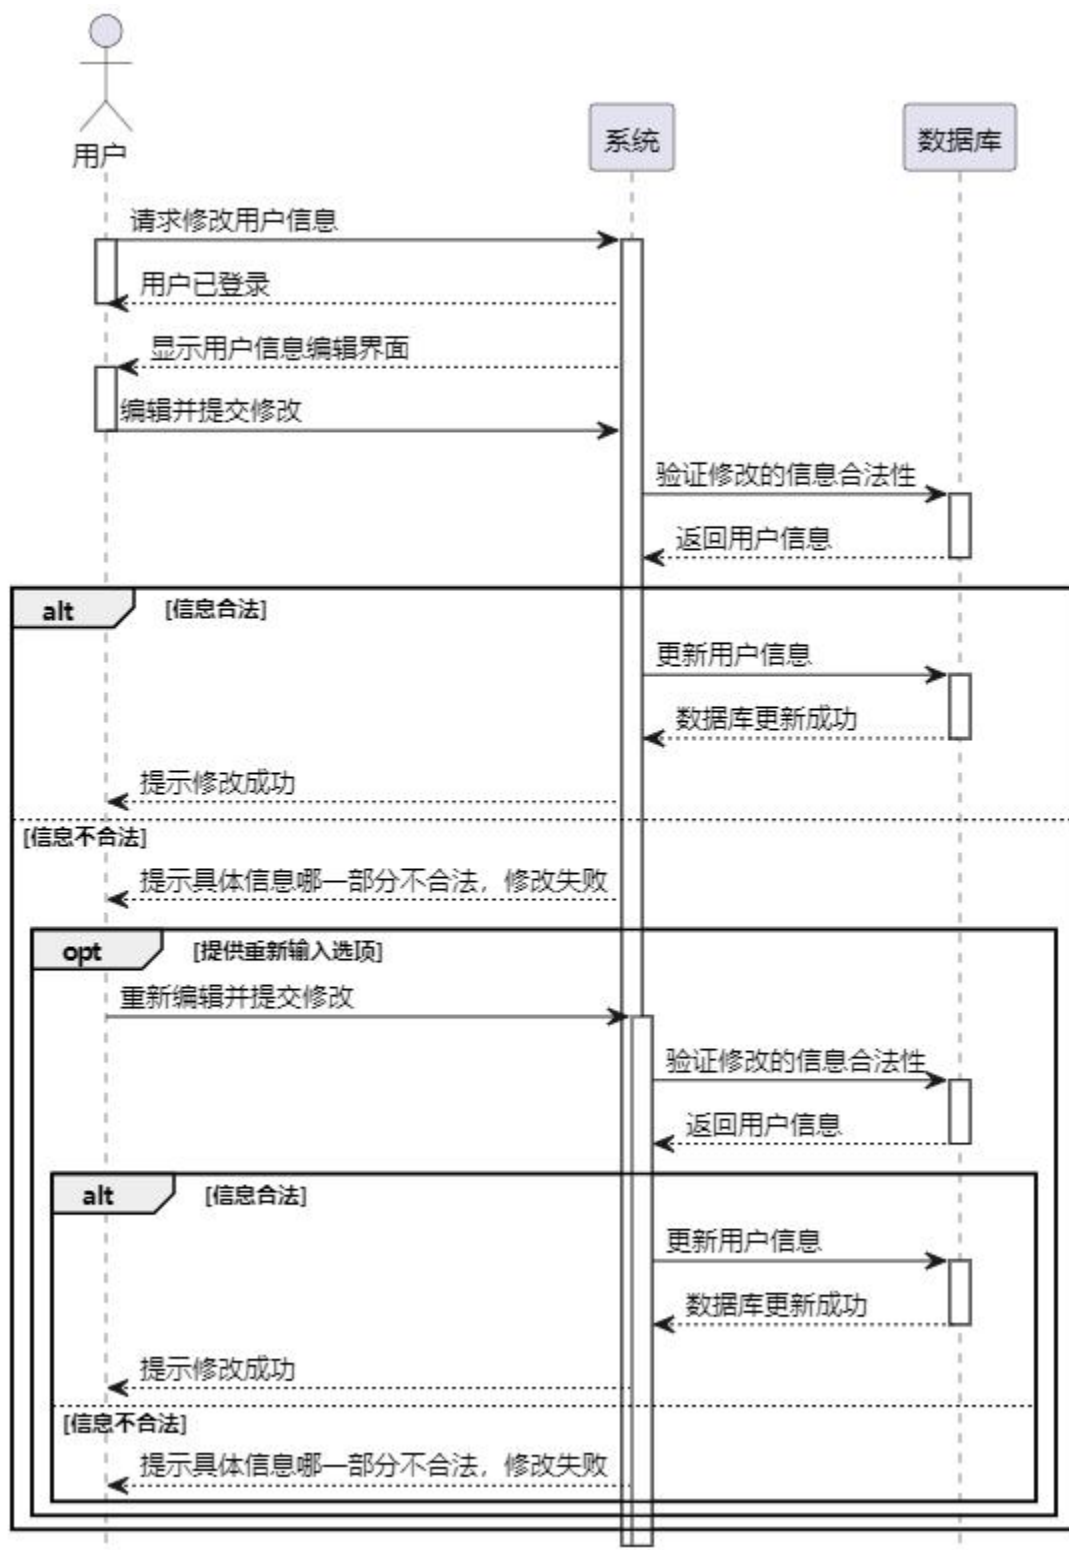 用户
系统
数据库
请求修改用户信息
用户已登录
显示用户信息编辑界面
编辑并提交修改
验证修改的信息合法性
返回用户信息
alt [信息合法]
更新用户信息
数据库更新成功
提示修改成功
[信息不合法]
提示具体信息哪一部分不合法，修改失败
opt [提供重新输入选项]
重新编辑并提交修改
验证修改的信息合法性
返回用户信息
alt [信息合法]
更新用户信息
数据库更新成功
提示修改成功
[信息不合法]
提示具体信息哪一部分不合法，修改失败